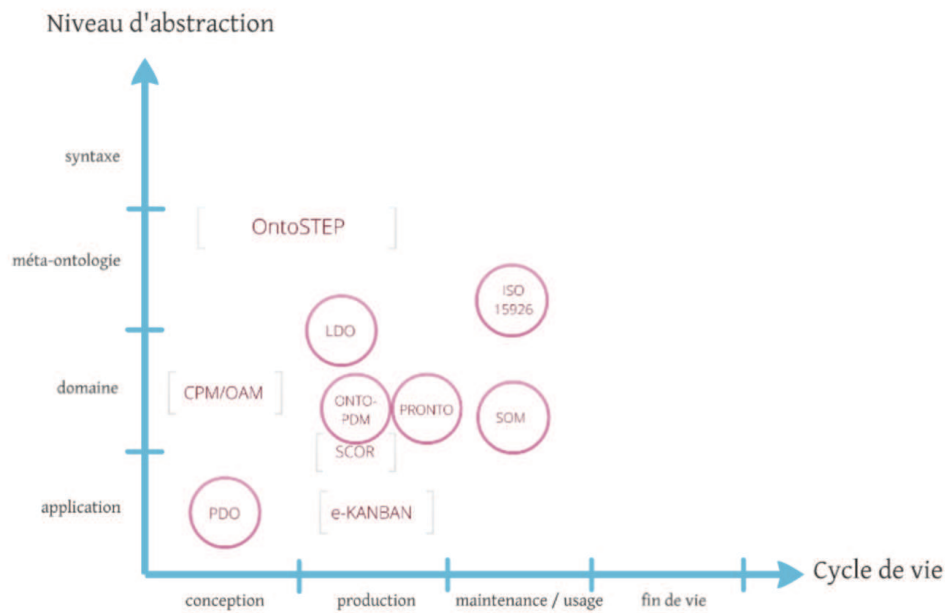 Niveau d'abstraction
syntaxe
OntoSTEP
méta-ontologie
ISO
15926
LDO
domaine
CPM/OAM
ONTO-
PDM
PRONTO
SOM
SCOR
application
PDO
e-KANBAN
Cycle de vie
conception
production
maintenance / usage
fin de vie